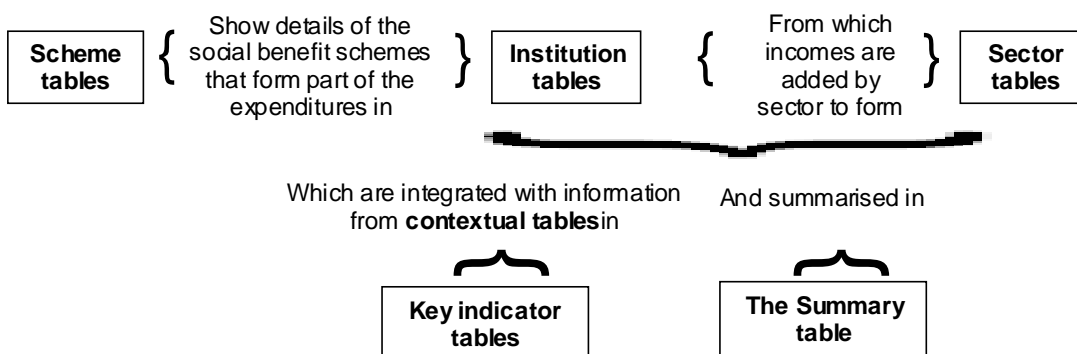 Scheme
tables
Show details of the
social benefit schemes
that form part of the
expenditures in
Institution
tables
From which
incomes are
added by
sector to form
Sector
tables
Which are integrated with information
from contextual tablesin
And summarised in
Key indicator
tables
The Summary
table